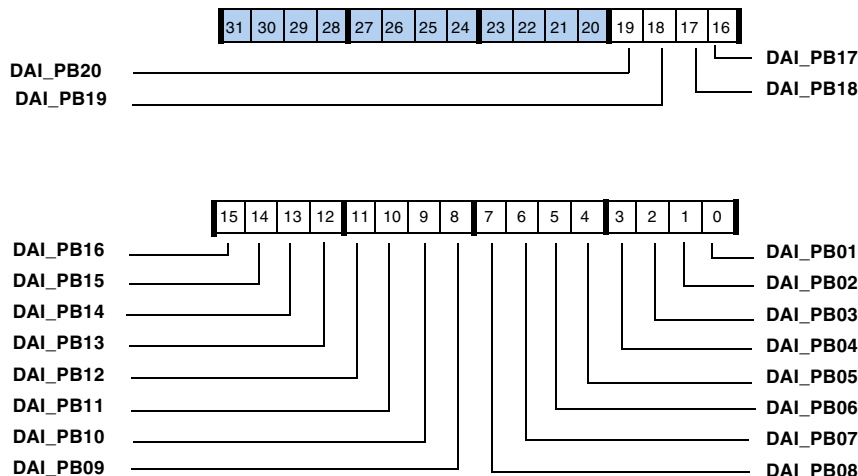 31 30 29 28 27 26 25 24 23 22 21 20 19 18 17 16
DAI_PB20
DAI_PB19
DAI_PB17
DAI_PB18
15 14 13 12 11 10 9 8 7 6 5 4 3 2 1 0
DAI_PB16
DAI_PB15
DAI_PB14
DAI_PB13
DAI_PB12
DAI_PB11
DAI_PB10
DAI_PB09
DAI_PB01
DAI_PB02
DAI_PB03
DAI_PB04
DAI_PB05
DAI_PB06
DAI_PB07
DAI_PB08